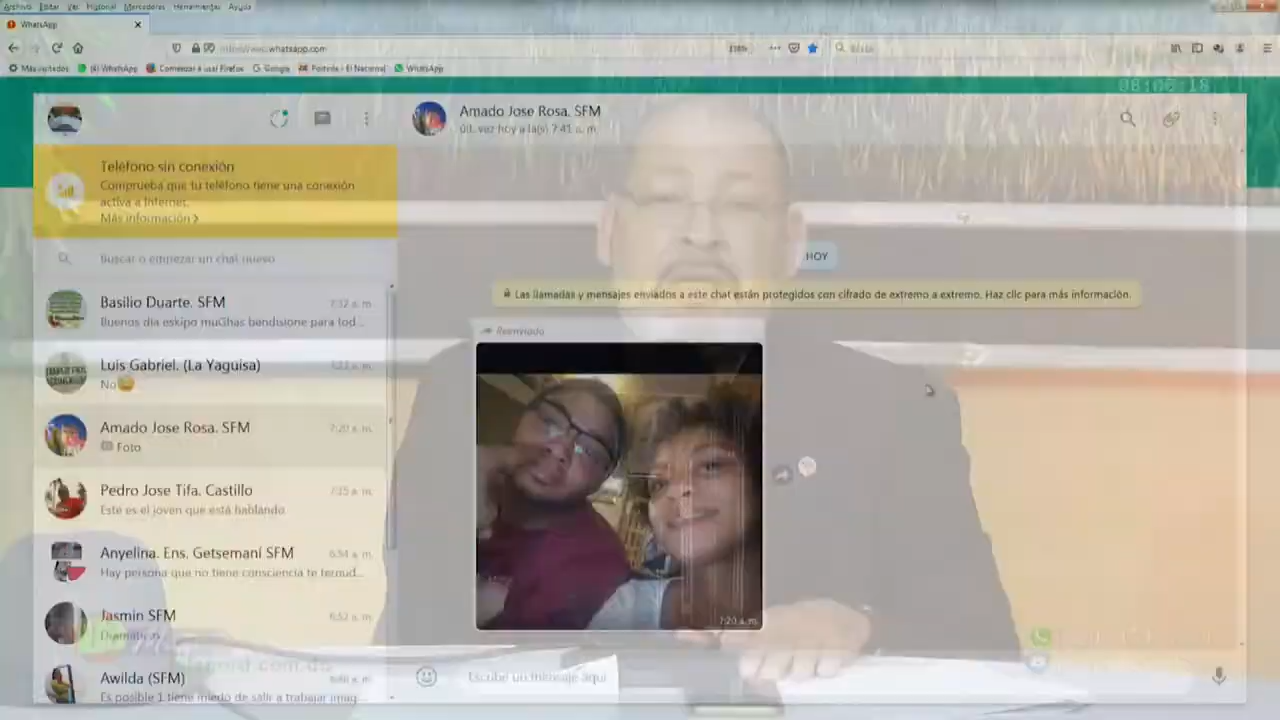 Archivo Editar Ver Historial Marcadores Herramientas Ayuda
WhatsApp
whatsapp.com
Más visitados (4) WhatsApp Comenzar a usar Firefox Google Portada - El Nacional WhatsApp
Amado Jose Rosa. SFM
últ. vez hoy a la(s) 7:41 a. m.
Teléfono sin conexión
Comprueba que tu teléfono tiene una conexión
activa a Internet.
Más información
Buscar o empezar un chat nuevo
Basilio Duarte. SFM 7:32 a. m.
Buenos dia eskipo muGhas bendisione para tod...
Luis Gabriel. (La Yaguisa)
No
Amado Jose Rosa. SFM 7:20 a. m.
Foto
Pedro Jose Tifa. Castillo 7:15 a. m.
Este es el joven que está hablando
Anyelina. Ens. Getsemaní SFM 6:54 a. m.
Hay persona que no tiene consciencia te ternud...
Jasmin SFM 6:52 a. m.
Awilda (SFM)
Es posible 1 tiene miedo de salir a trabajar imag...
HOY
Las llamadas y mensajes enviados a este chat están protegidos con cifrado de extremo a extremo. Haz clic para más información.
Reenviado
7:20 a. m.
Escribe un mensaje aquí